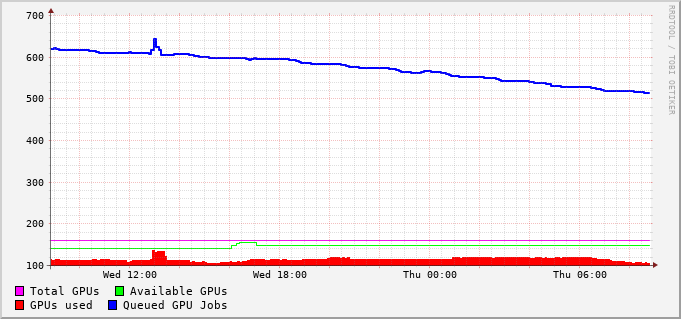 700
600
500
400
300
200
100
Wed 12:00 Wed 18:00 Thu 00:00 Thu 06:00
Total GPUs Available GPUs
GPUs used Queued GPU Jobs
RRDTOOL / TOBI OETIKER